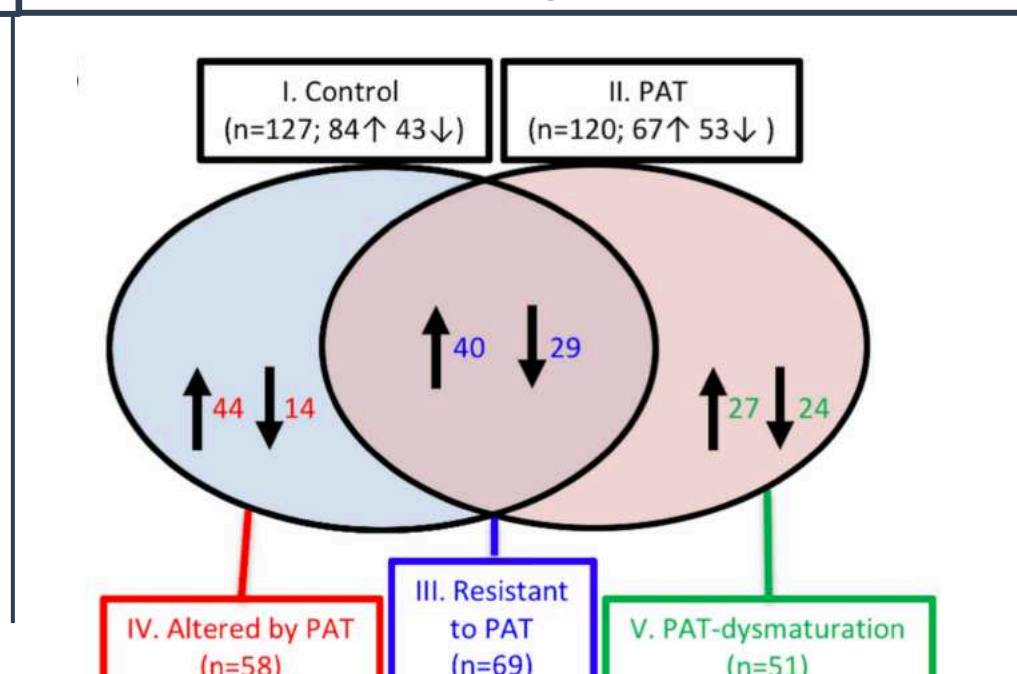 I. Control
(n=127; 84↑ 43↓)
II. PAT
(n=120; 67↑ 53↓ )
40
29
44
14
27
24
IV. Altered by PAT
(n=58)
III. Resistant
to PAT
(n=69)
V. PAT-dysmaturation
(n=51)